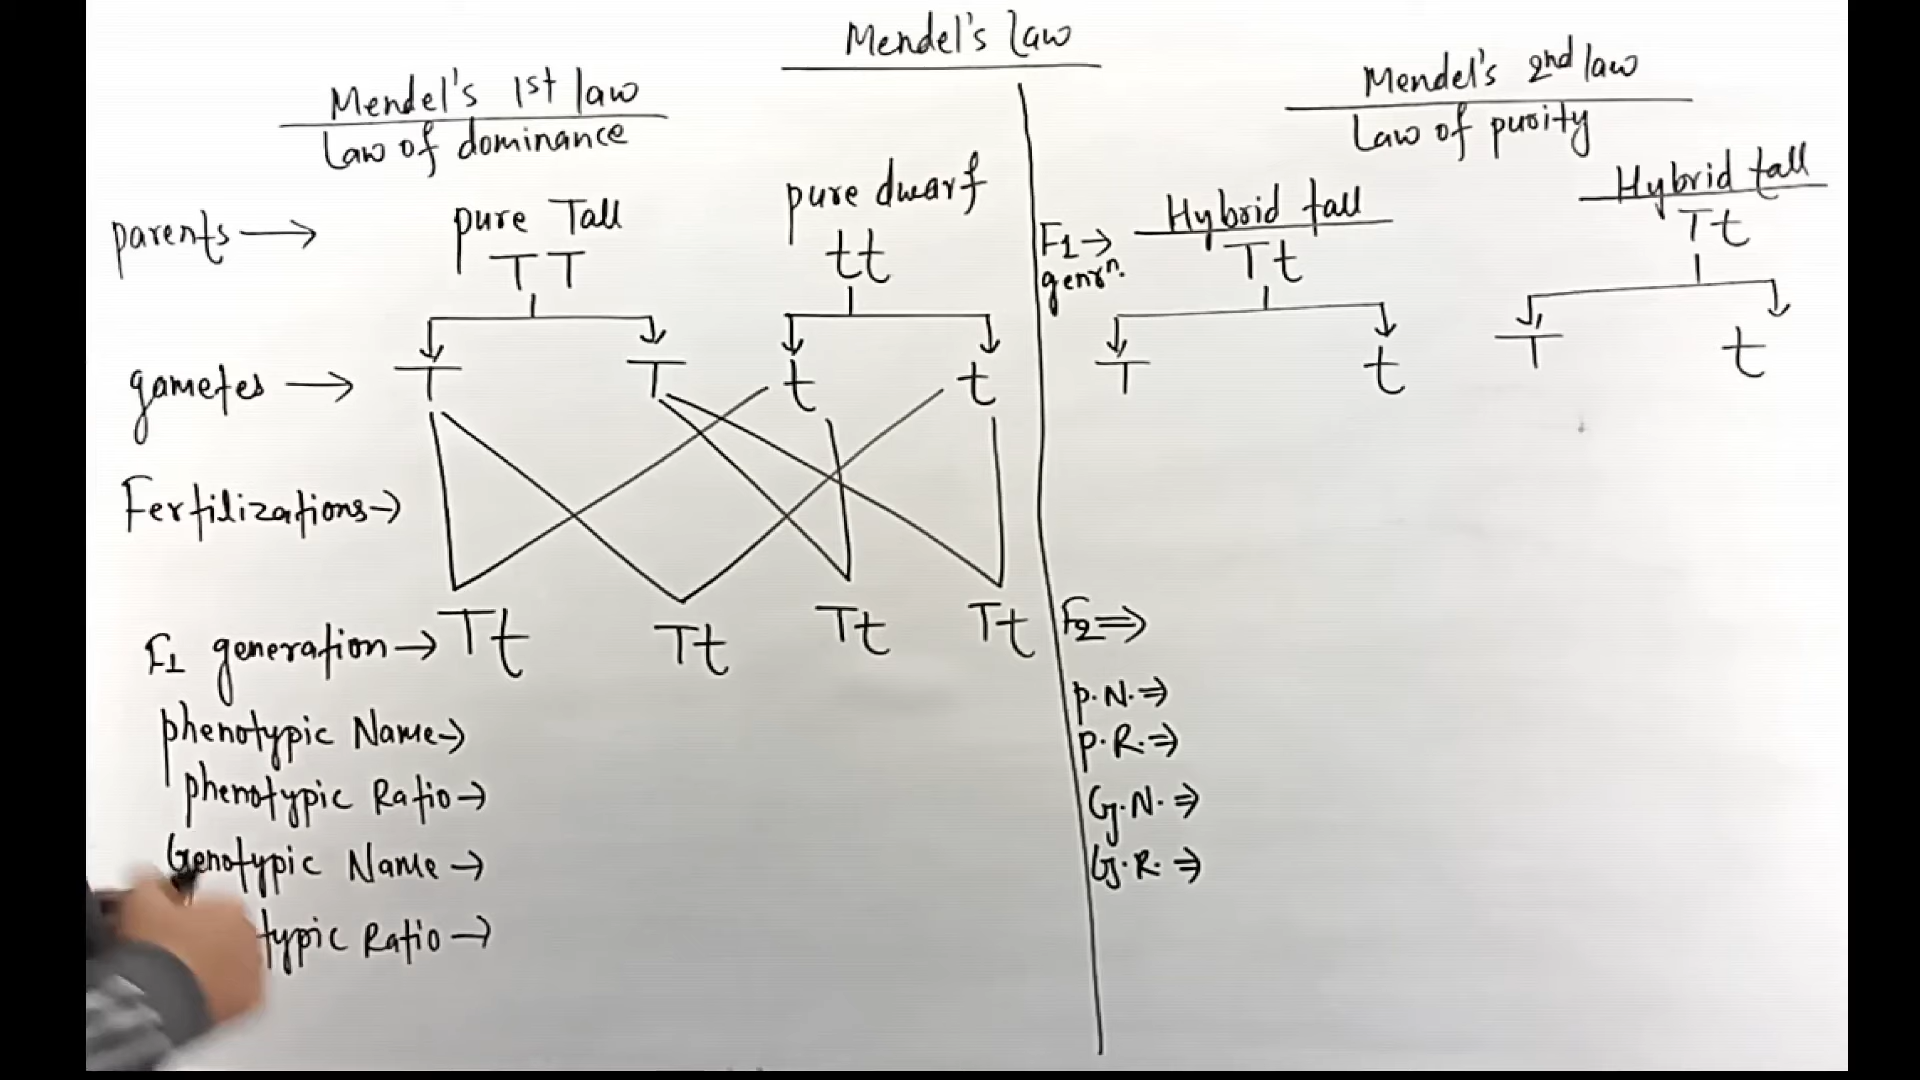 Mendel's law
Mendel's 1st law
Law of dominance
parents →
pure Tall
TT
pure dwarf
tt
gametes →
T T t t
Fertilizations →
F1 generation → Tt Tt Tt Tt
phenotypic Name →
phenotypic Ratio →
Genotypic Name →
typic Ratio →
Mendel's 2nd law
Law of purity
F1 →
genrn.
Hybrid tall
Tt
Hybrid tall
Tt
T t T t
F2 ⇒
P.N. ⇒
P.R. ⇒
G.N. ⇒
G.R. ⇒